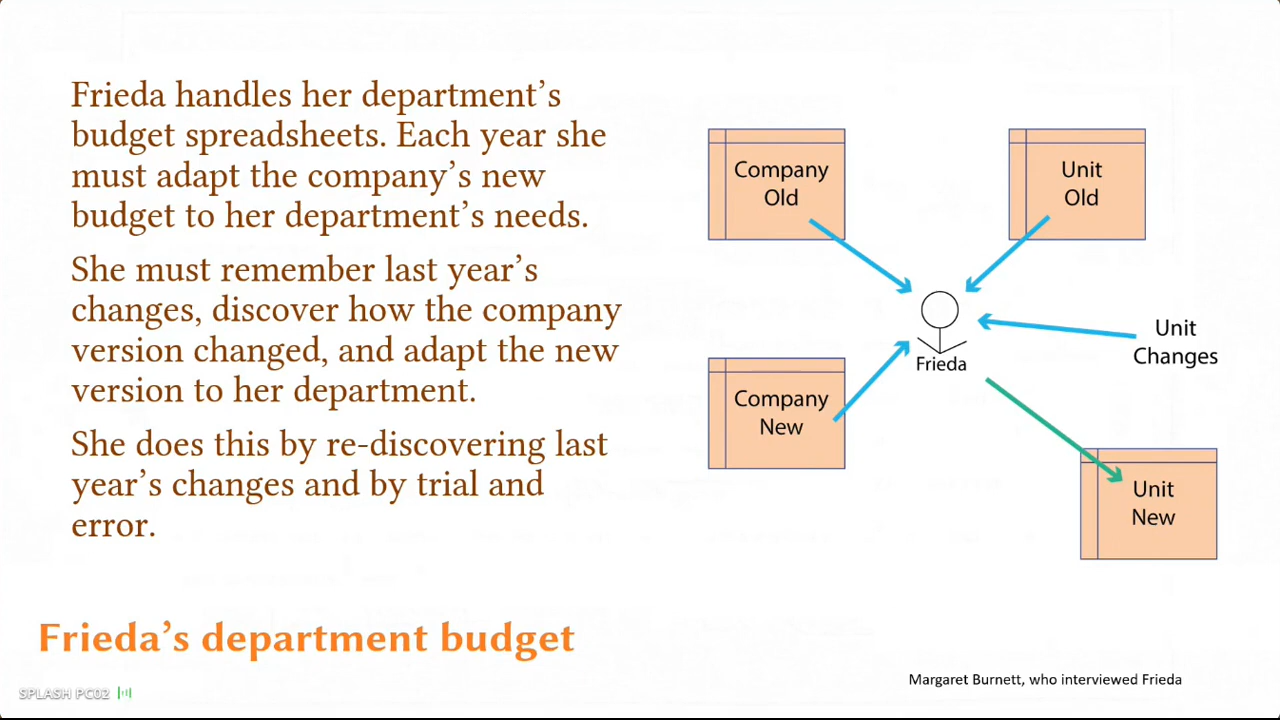 Frieda handles her department’s
budget spreadsheets. Each year she
must adapt the company’s new
budget to her department’s needs.
She must remember last year’s
changes, discover how the company
version changed, and adapt the new
version to her department.
She does this by re-discovering last
year’s changes and by trial and
error.
Company
Old
Unit
Old
Frieda
Unit
Changes
Company
New
Unit
New
Frieda’s department budget
SPLASH PC02
Margaret Burnett, who interviewed Frieda